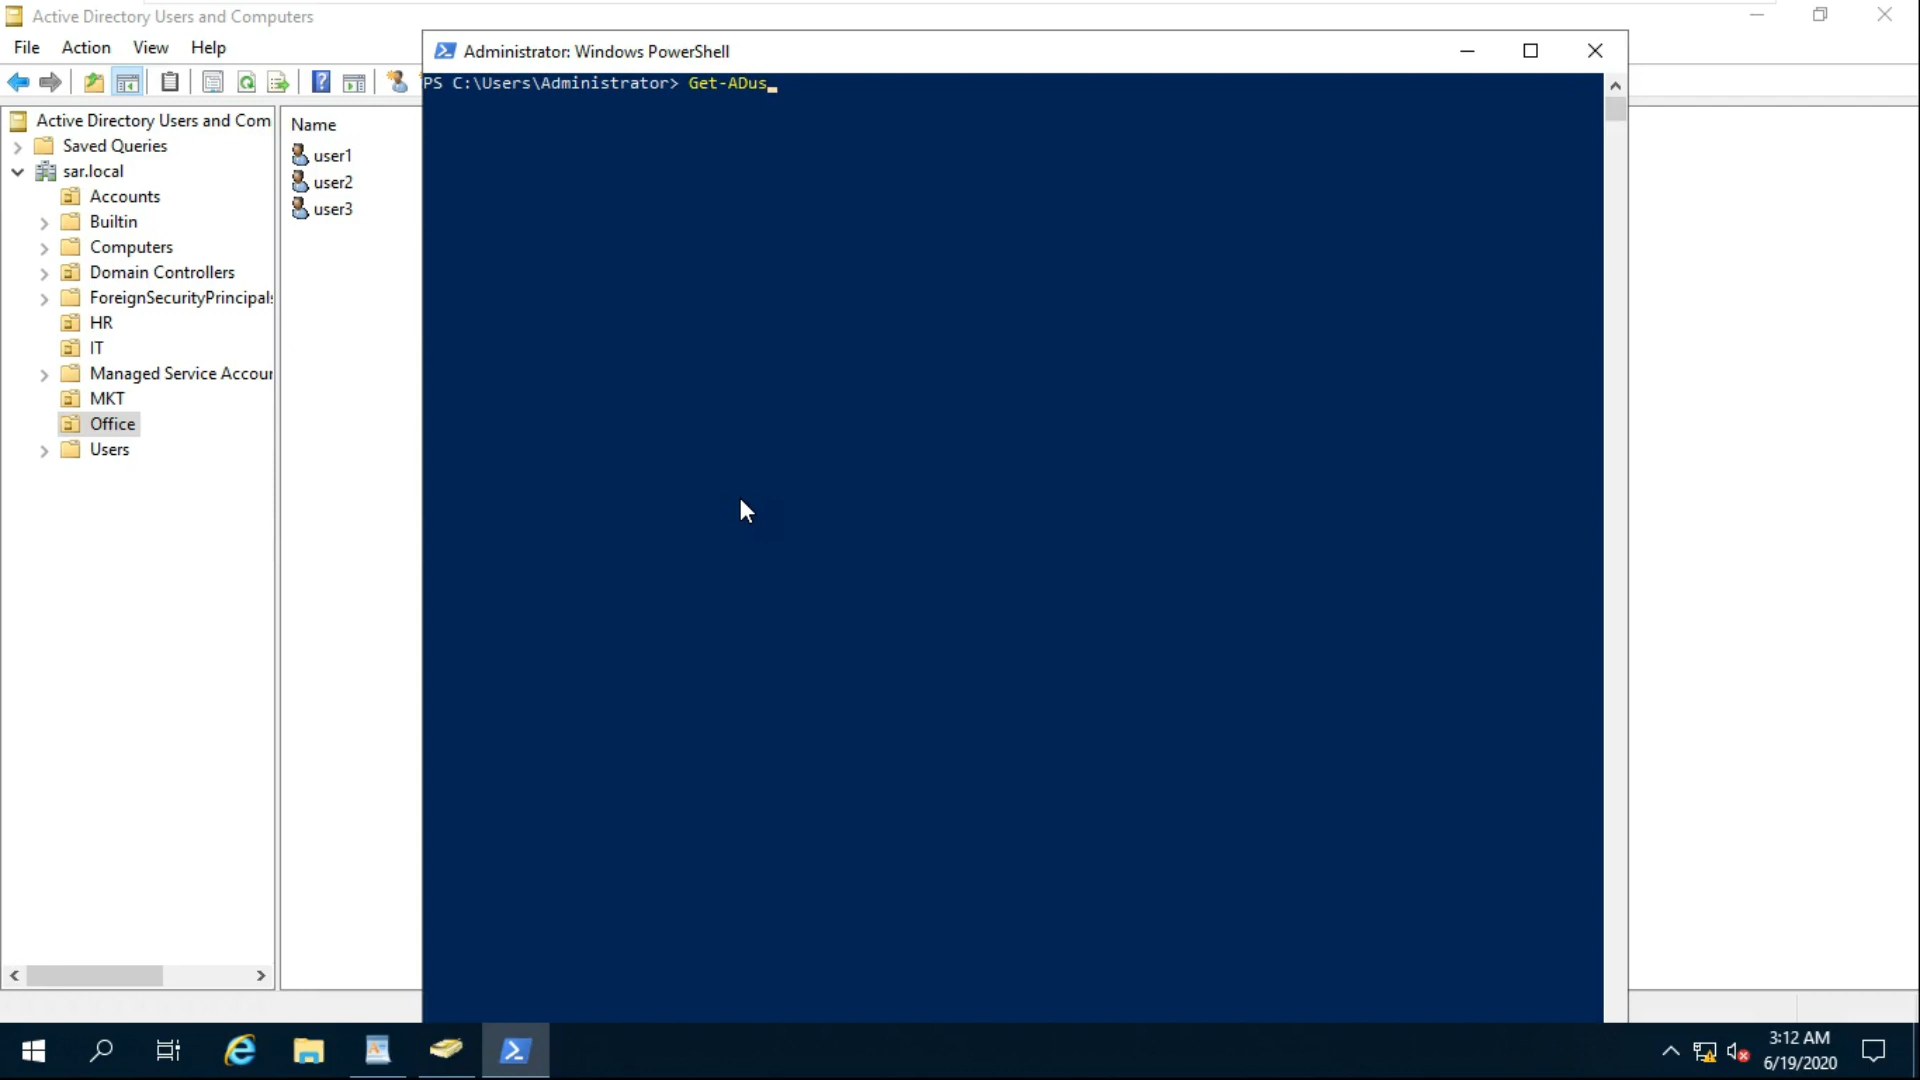 Active Directory Users and Computers
File Action View Help
Administrator: Windows PowerShell
PS C:\Users\Administrator> Get-ADus_
Active Directory Users and Com
Saved Queries
sar.local
Accounts
Builtin
Computers
Domain Controllers
ForeignSecurityPrincipals
HR
IT
Managed Service Accour
MKT
Office
Users
Name
user1
user2
user3
3:12 AM
6/19/2020